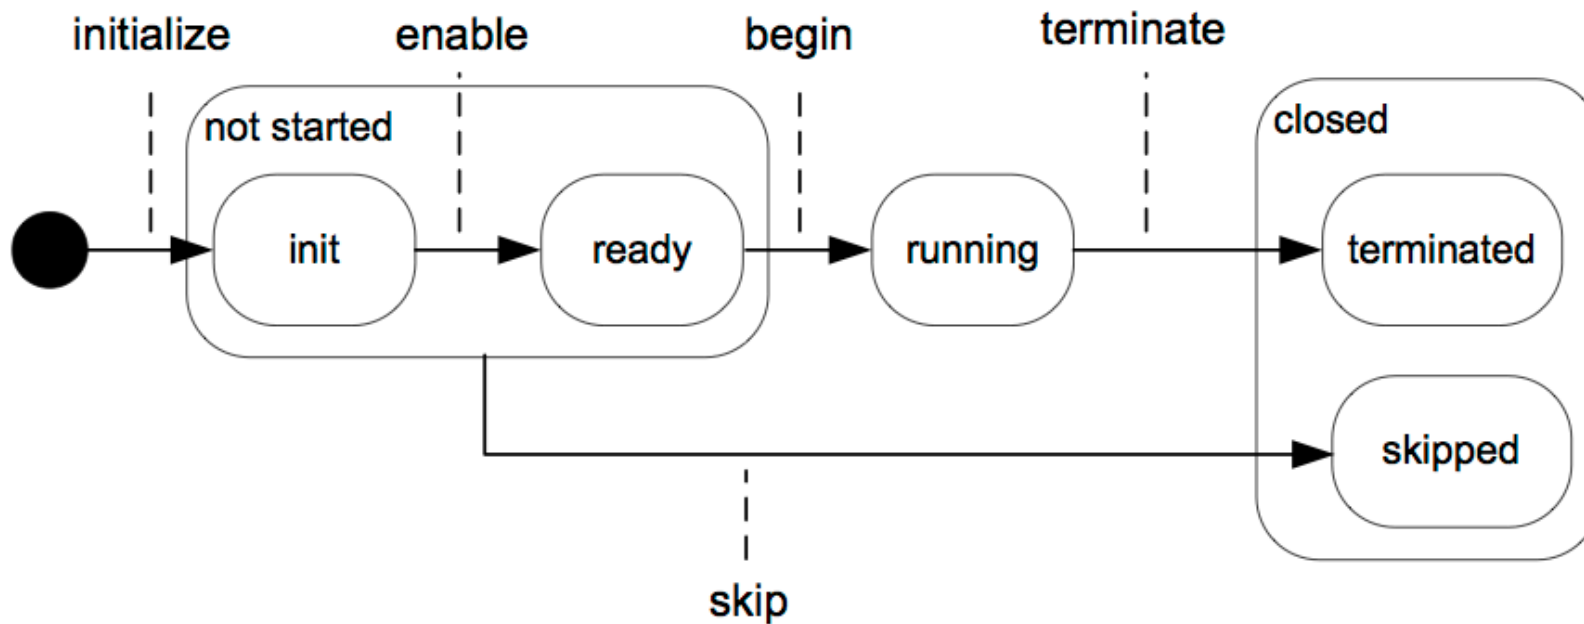 initialize
enable
begin
terminate
not started
closed
init
ready
running
terminated
skipped
skip